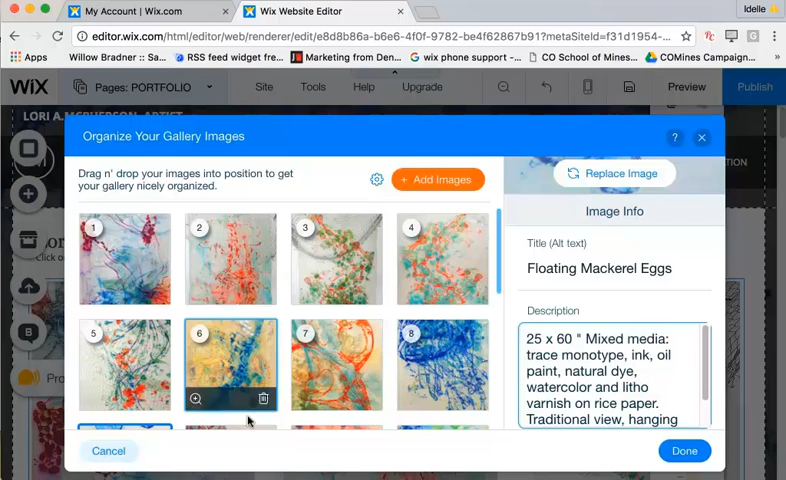 My Account | Wix.com
Wix Website Editor
Idelle
editor.wix.com/html/editor/web/renderer/edit/e8d8b86a-b6e6-4f0f-9782-be4f62867b91?metaSiteId=f31d1954-...
Apps
Willow Bradner :: Sa...
RSS feed widget fre...
Marketing from Den...
wix phone support -...
CO School of Mines...
COMines Campaign...
WiX
Pages: PORTFOLIO
Site
Tools
Help
Upgrade
Preview
Publish
LORI A. MCPHERSON, ARTIST
Organize Your Gallery Images
?
Drag n' drop your images into position to get
your gallery nicely organized.
+ Add Images
1
2
3
4
5
6
7
8
Replace Image
Image Info
Title (Alt text)
Floating Mackerel Eggs
Description
25 x 60 " Mixed media:
trace monotype, ink, oil
paint, natural dye,
watercolor and litho
varnish on rice paper.
Traditional view, hanging
Cancel
Done